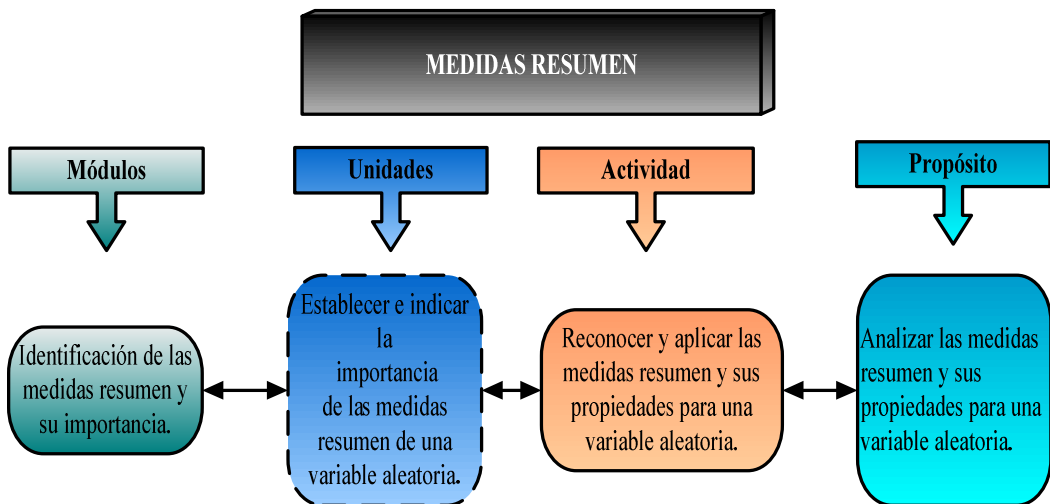 MEDIDAS RESUMEN
Módulos
Unidades
Actividad
Propósito
Identificación de las
medidas resumen y
su importancia.
Establecer e indicar
la
importancia
de las medidas
resumen de una
variable aleatoria.
Reconocer y aplicar las
medidas resumen y sus
propiedades para una
variable aleatoria.
Analizar las medidas
resumen y sus
propiedades para una
variable aleatoria.